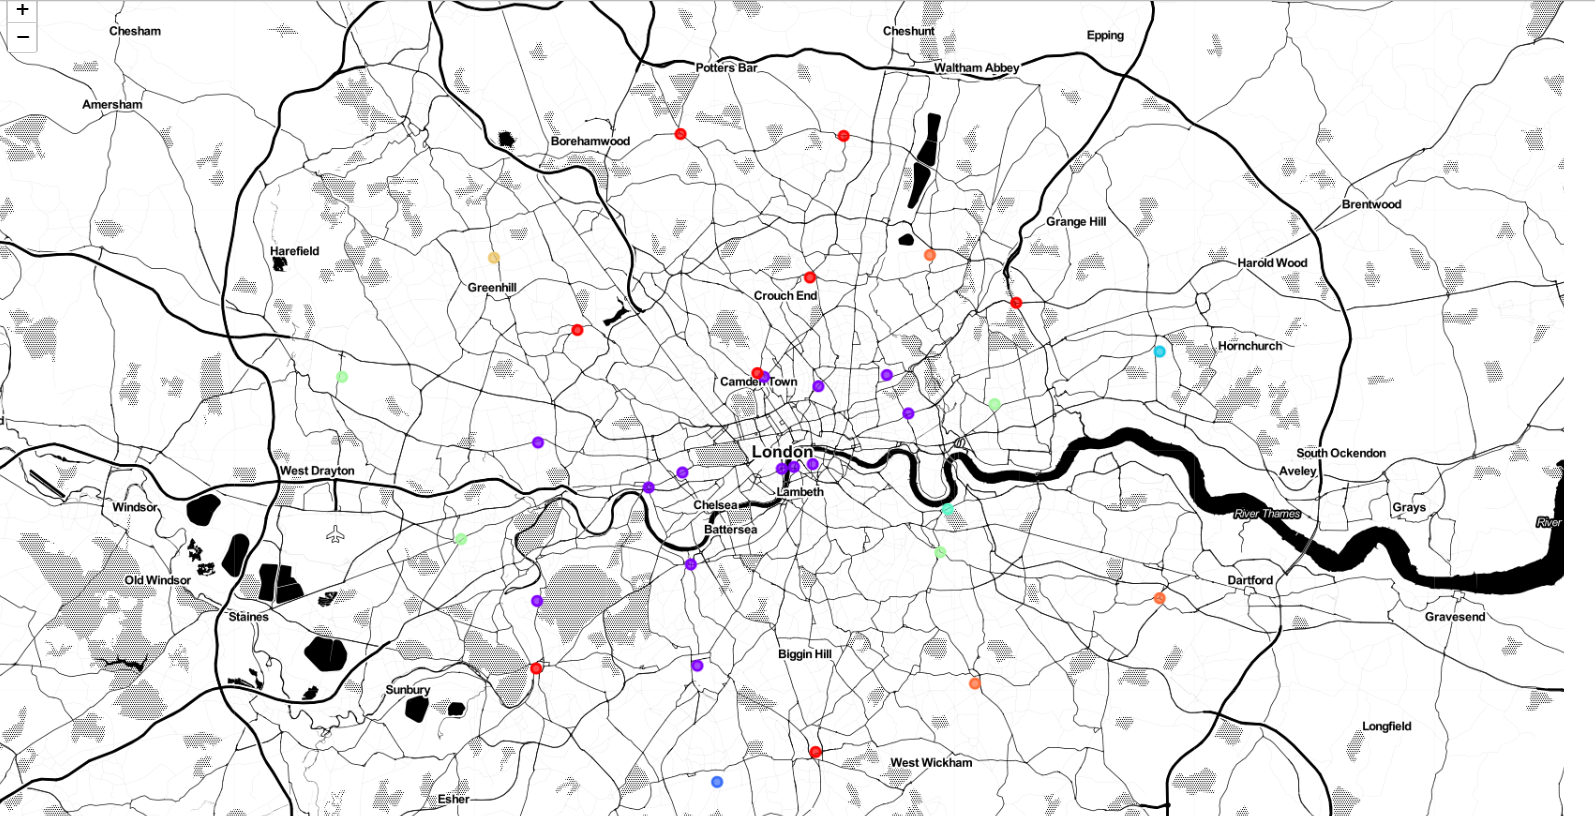 +
−
Chesham
Cheshunt
Epping
Potters Bar
Waltham Abbey
Amersham
Borehamwood
Brentwood
Grange Hill
Harefield
Harold Wood
Greenhill
Crouch End
Hornchurch
Camden Town
London
South Ockendon
West Drayton
Aveley
Lambeth
Windsor
Chelsea
Grays
River Thames
River
Battersea
Old Windsor
Dartford
Staines
Gravesend
Biggin Hill
Sunbury
Longfield
West Wickham
Esher